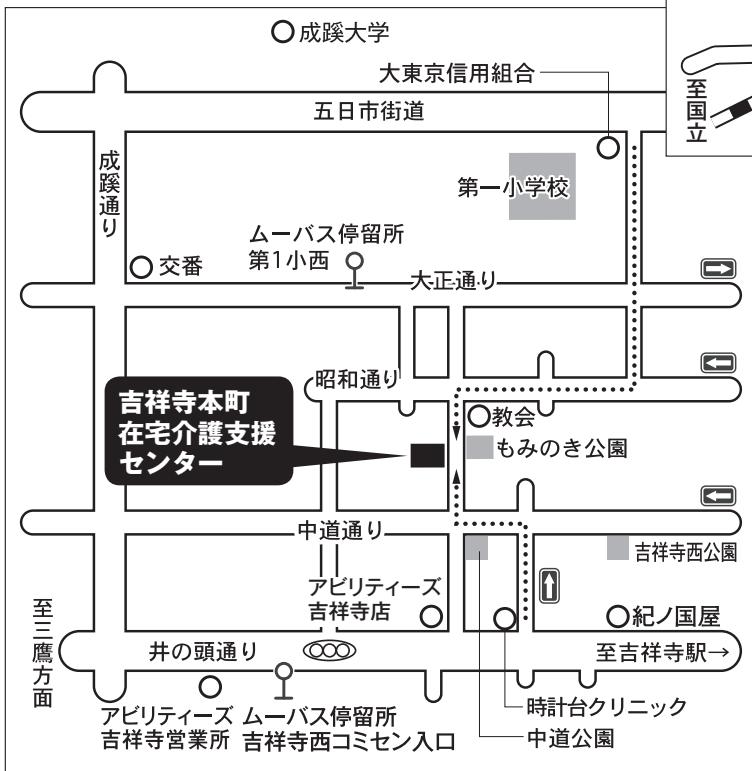 成蹊大学
大東京信用組合
至国立
五日市街道
成蹊通り
第一小学校
ムーバス停留所
第1小西
交番
大正通り
昭和通り
吉祥寺本町
在宅介護支援
センター
教会
もみのき公園
中道通り
吉祥寺西公園
アビリティーズ
吉祥寺店
紀ノ国屋
至三鷹方面
井の頭通り
至吉祥寺駅→
時計台クリニック
アビリティーズ
吉祥寺営業所
ムーバス停留所
吉祥寺西コミセン入口
中道公園